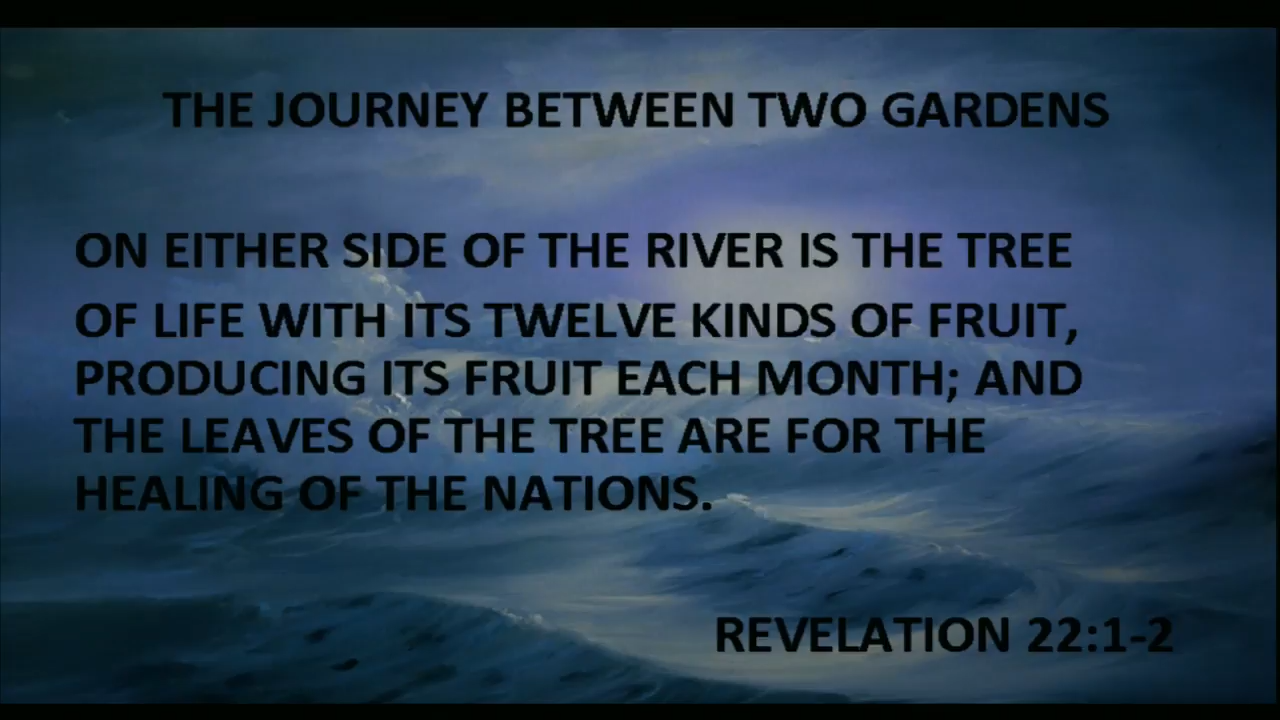 THE JOURNEY BETWEEN TWO GARDENS
ON EITHER SIDE OF THE RIVER IS THE TREE
OF LIFE WITH ITS TWELVE KINDS OF FRUIT,
PRODUCING ITS FRUIT EACH MONTH; AND
THE LEAVES OF THE TREE ARE FOR THE
HEALING OF THE NATIONS.
REVELATION 22:1-2